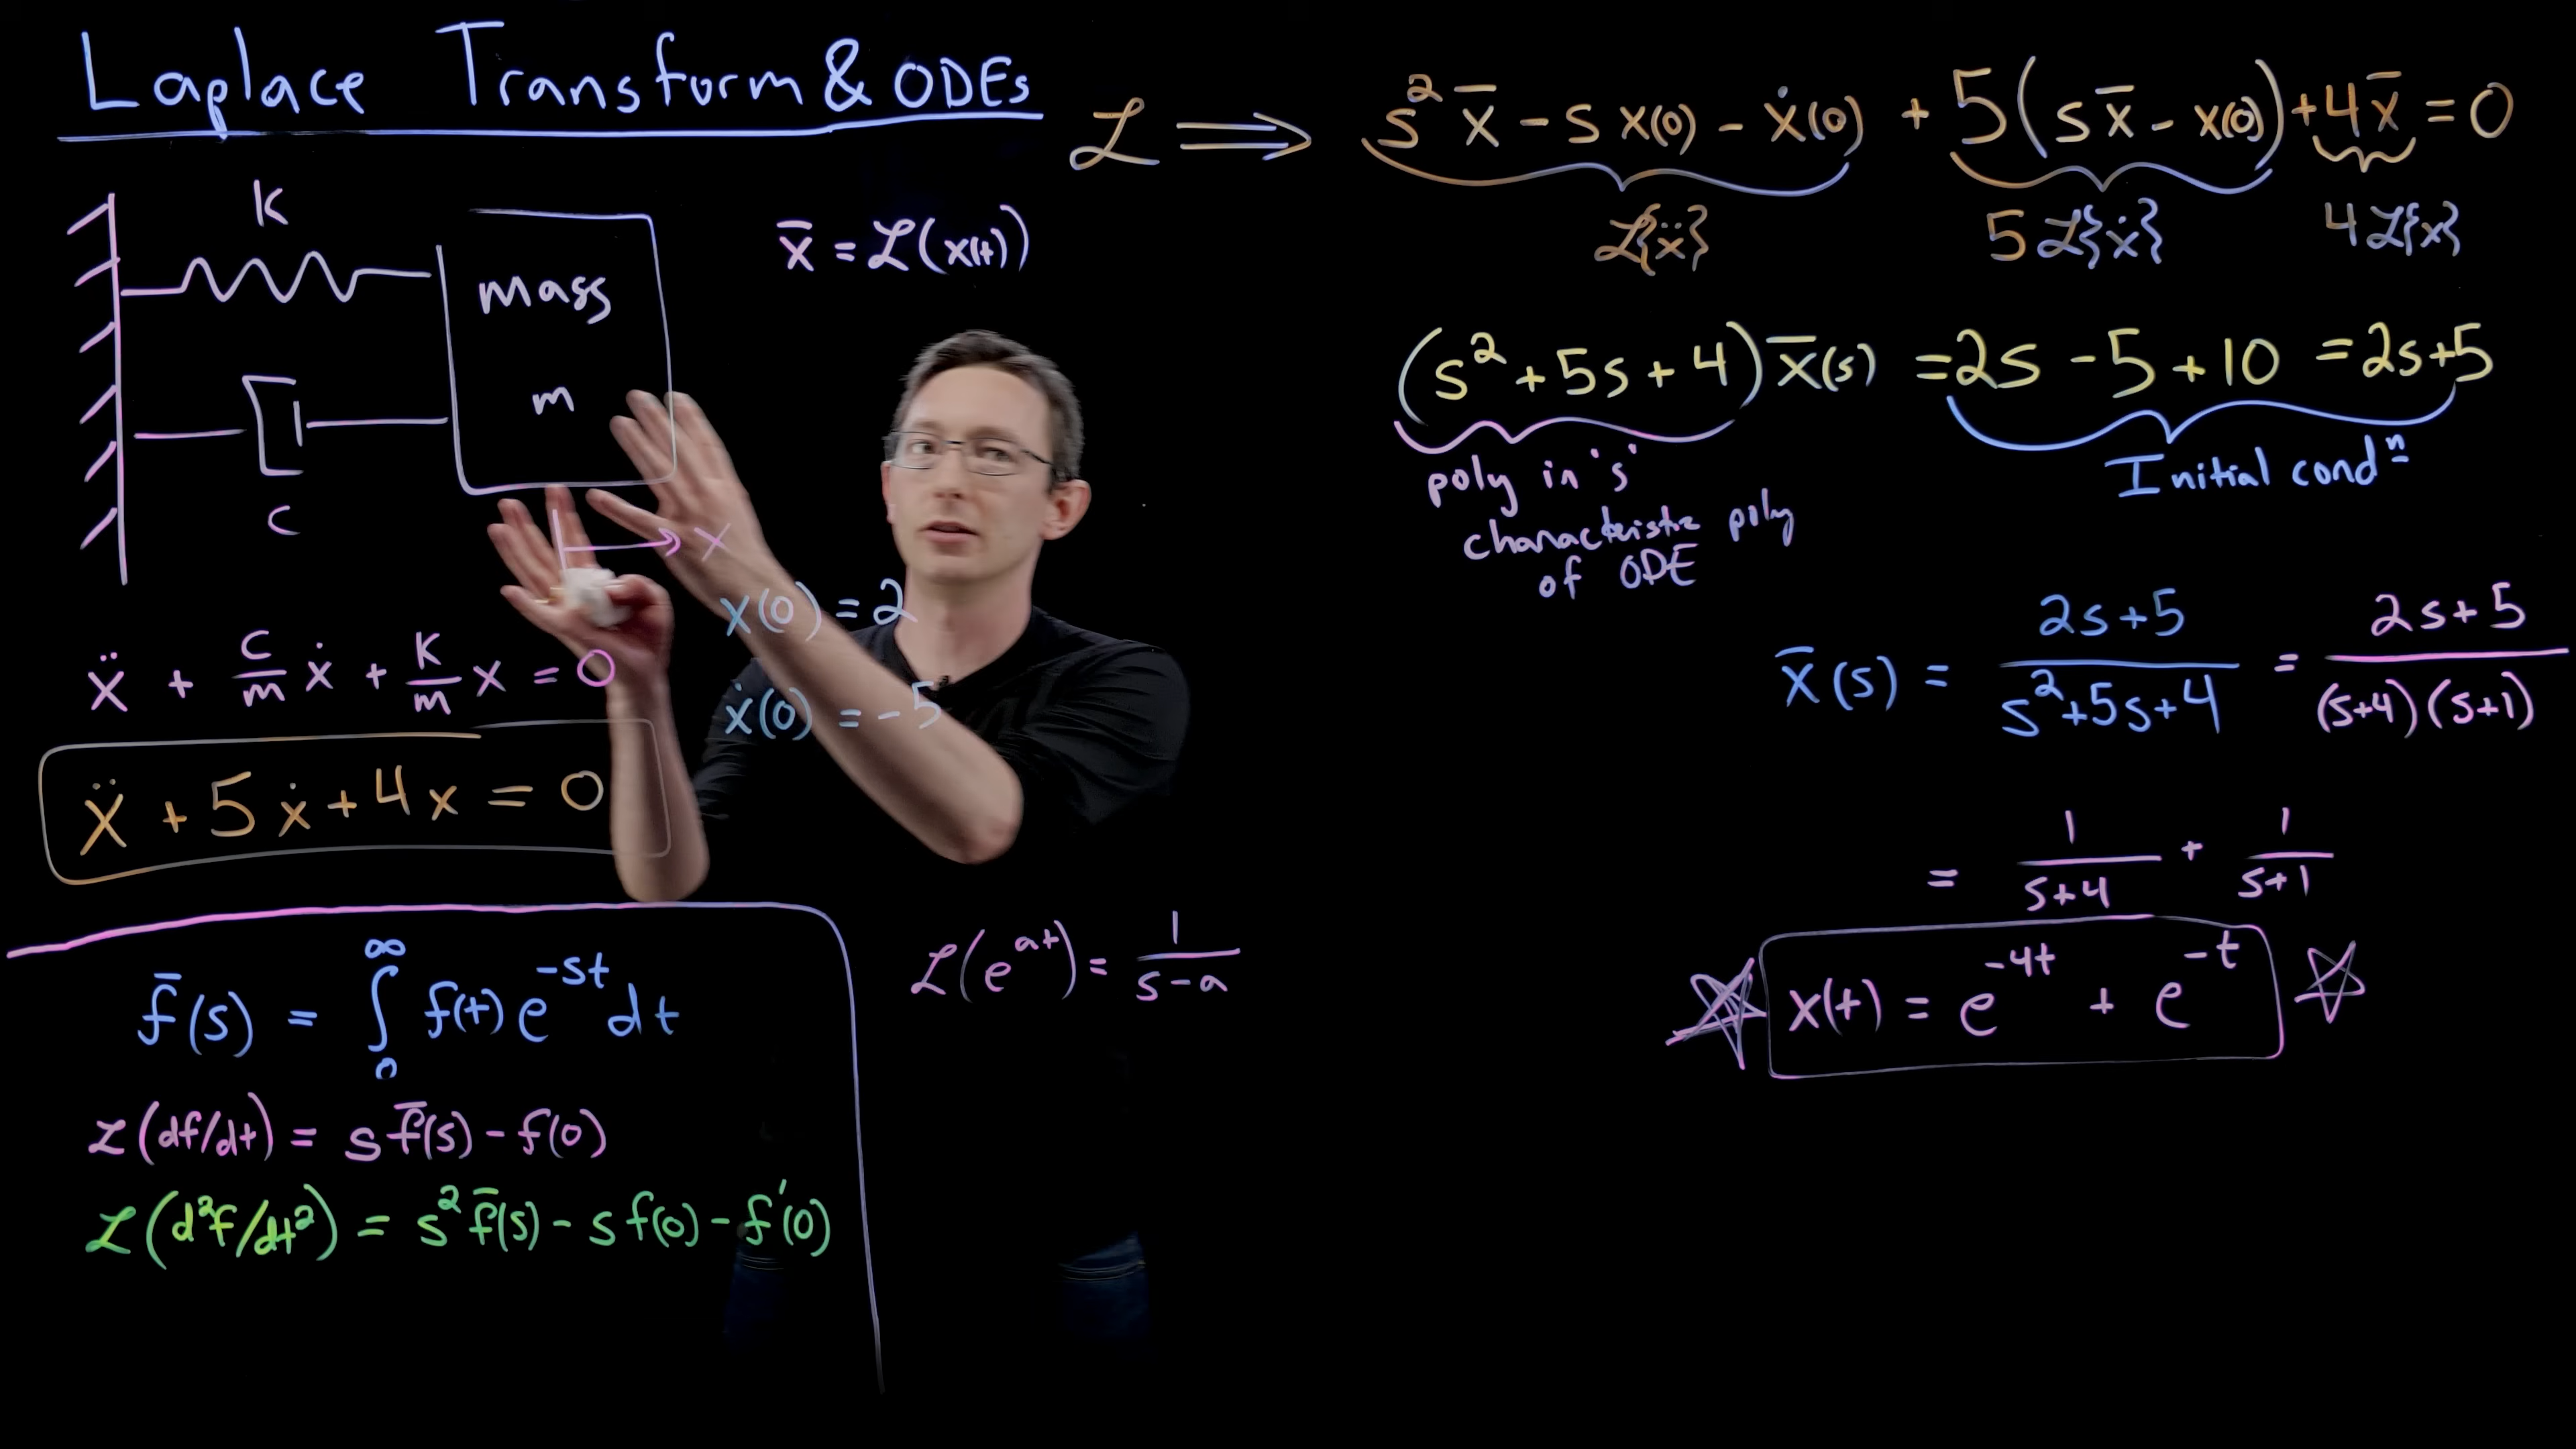 Laplace Transform & ODEs
K
mass
m
c
x
x̄ = ℒ(x(t))
x(0) = 2
ẋ(0) = -5
ẍ + c/m ẋ + K/m x = 0
ẍ + 5ẋ + 4x = 0
f̄(s) = ∫₀^∞ f(t) e^{-st} dt
ℒ(df/dt) = s f̄(s) - f(0)
ℒ(d²f/dt²) = s² f̄(s) - s f(0) - f'(0)
ℒ(e^{at}) = 1/(s-a)
ℒ ⟹ s² x̄ - s x(0) - ẋ(0) + 5(s x̄ - x(0)) + 4x̄ = 0
ℒ{ẍ} 5 ℒ{ẋ} 4 ℒ{x}
(s² + 5s + 4) x̄(s) = 2s - 5 + 10 = 2s+5
poly in 's'
characteristic poly
of ODE
Initial condⁿ
x̄(s) = (2s+5)/(s²+5s+4) = (2s+5)/((s+4)(s+1))
= 1/(s+4) + 1/(s+1)
x(t) = e^{-4t} + e^{-t}